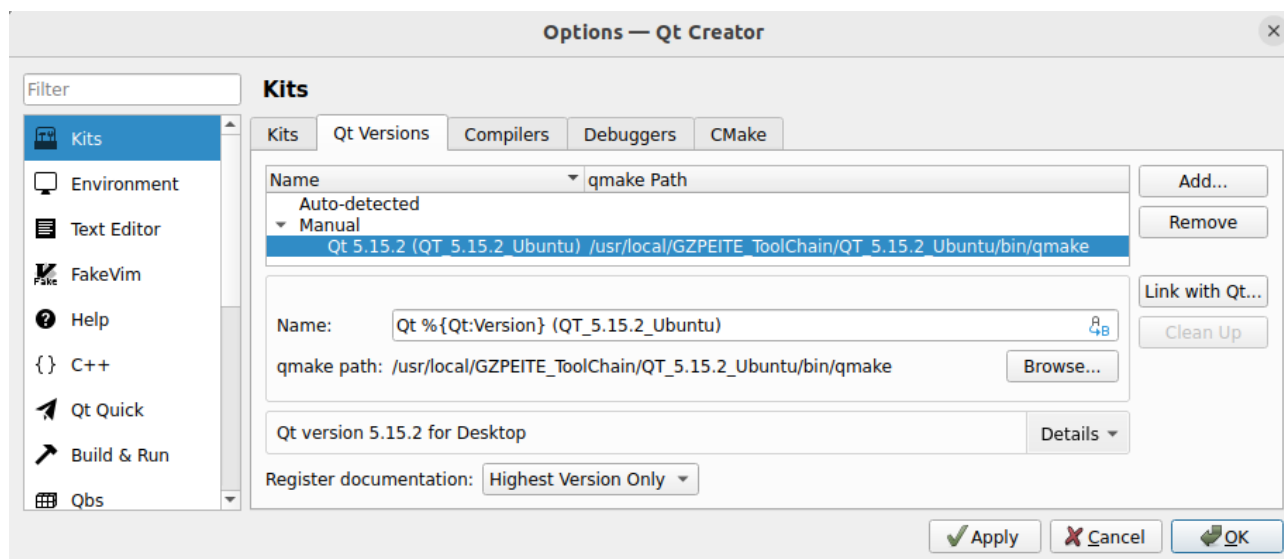 Options — Qt Creator
Filter
Kits
Environment
Text Editor
FakeVim
Help
C++
Qt Quick
Build & Run
Qbs
Kits
Kits Qt Versions Compilers Debuggers CMake
Name qmake Path
Auto-detected
Manual
Qt 5.15.2 (QT_5.15.2_Ubuntu) /usr/local/GZPEITE_ToolChain/QT_5.15.2_Ubuntu/bin/qmake
Add...
Remove
Link with Qt...
Clean Up
Name: Qt %{Qt:Version} (QT_5.15.2_Ubuntu)
qmake path: /usr/local/GZPEITE_ToolChain/QT_5.15.2_Ubuntu/bin/qmake Browse...
Qt version 5.15.2 for Desktop Details
Register documentation: Highest Version Only
Apply Cancel OK